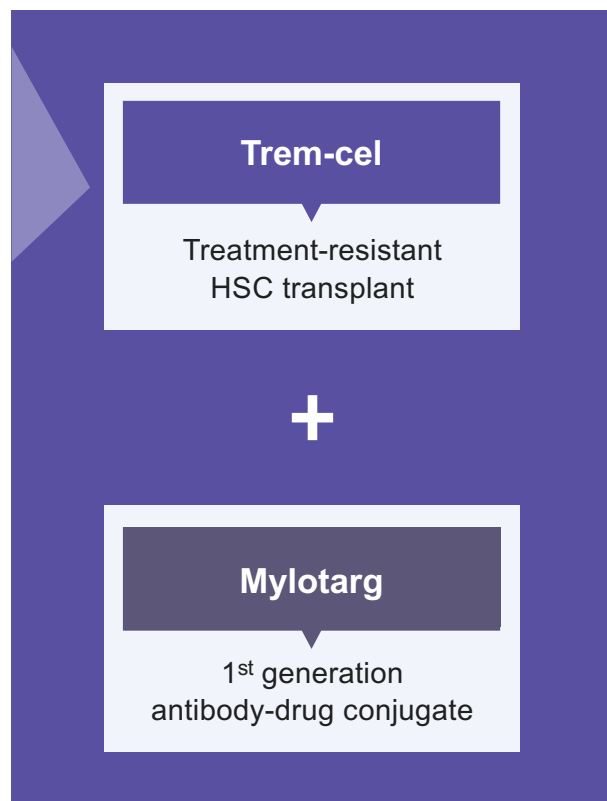 Trem-cel
Treatment-resistant
HSC transplant
+
Mylotarg
1st generation
antibody-drug conjugate